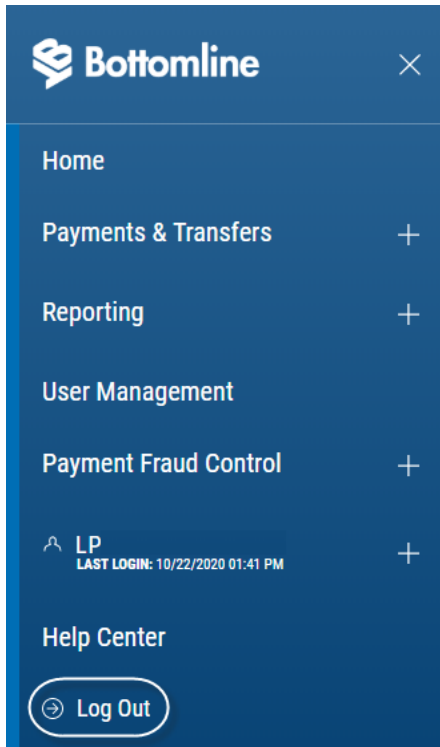 Bottomline
Home
Payments & Transfers
Reporting
User Management
Payment Fraud Control
LP
LAST LOGIN: 10/22/2020 01:41 PM
Help Center
Log Out